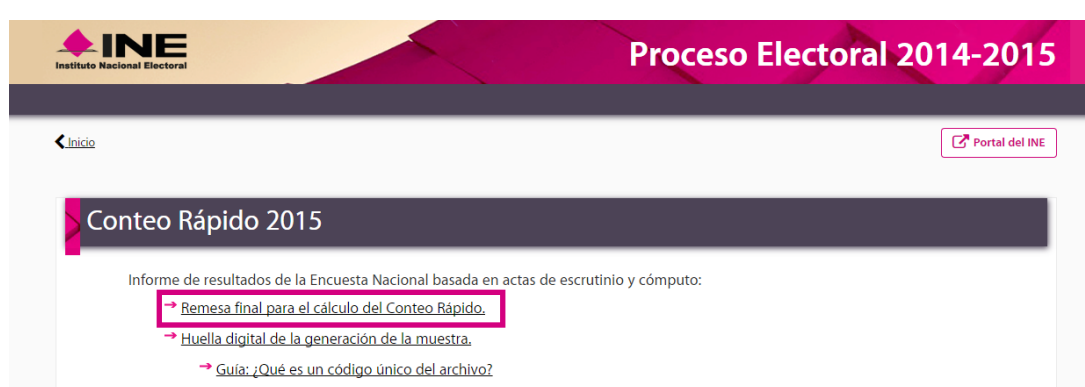 INE
Instituto Nacional Electoral
Proceso Electoral 2014-2015
Inicio
Portal del INE
Conteo Rápido 2015
Informe de resultados de la Encuesta Nacional basada en actas de escrutinio y cómputo:
Remesa final para el cálculo del Conteo Rápido.
Huella digital de la generación de la muestra.
Guía: ¿Qué es un código único del archivo?